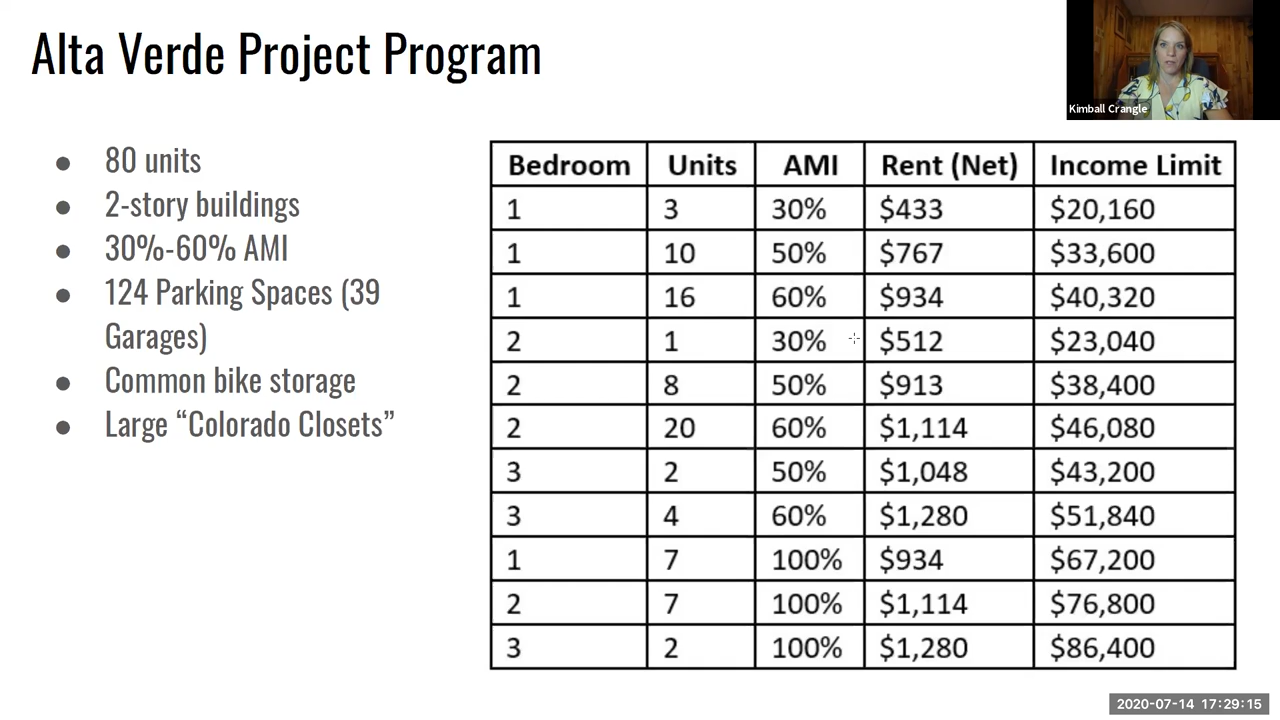 Alta Verde Project Program
Kimball Crangle
● 80 units
● 2-story buildings
● 30%-60% AMI
● 124 Parking Spaces (39
Garages)
● Common bike storage
● Large “Colorado Closets”
Bedroom Units AMI Rent (Net) Income Limit
1 3 30% $433 $20,160
1 10 50% $767 $33,600
1 16 60% $934 $40,320
2 1 30% $512 $23,040
2 8 50% $913 $38,400
2 20 60% $1,114 $46,080
3 2 50% $1,048 $43,200
3 4 60% $1,280 $51,840
1 7 100% $934 $67,200
2 7 100% $1,114 $76,800
3 2 100% $1,280 $86,400
2020-07-14 17:29:15